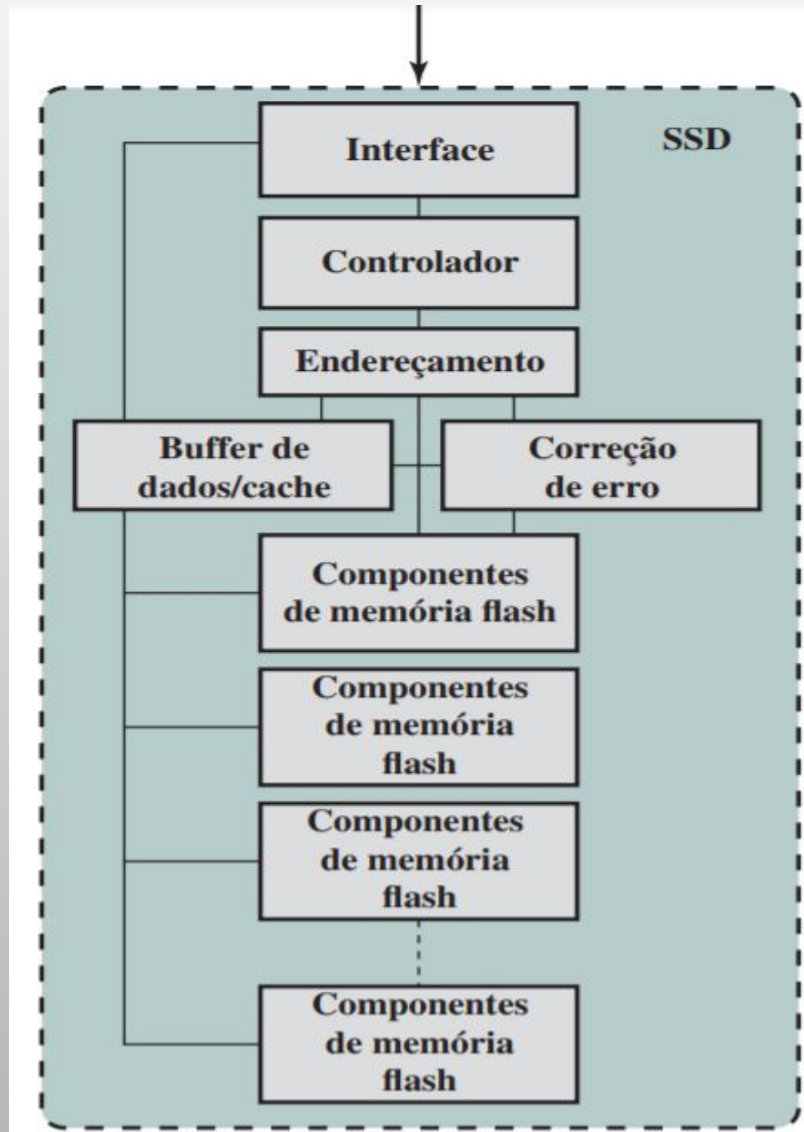 SSD
Interface
Controlador
Endereçamento
Buffer de
dados/cache
Correção
de erro
Componentes
de memória flash
Componentes
de memória
flash
Componentes
de memória
flash
Componentes
de memória
flash